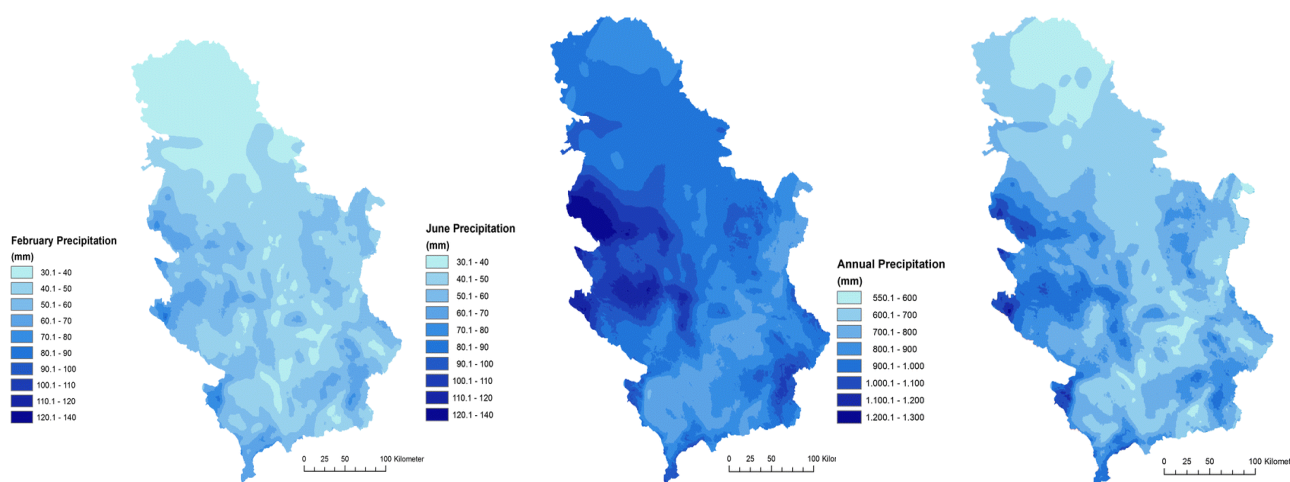 February Precipitation
(mm)
30.1 - 40
40.1 - 50
50.1 - 60
60.1 - 70
70.1 - 80
80.1 - 90
90.1 - 100
100.1 - 110
110.1 - 120
120.1 - 140
0 25 50 100 Kilometer
June Precipitation
(mm)
30.1 - 40
40.1 - 50
50.1 - 60
60.1 - 70
70.1 - 80
80.1 - 90
90.1 - 100
100.1 - 110
110.1 - 120
120.1 - 140
0 25 50 100 Kilometer
Annual Precipitation
(mm)
550.1 - 600
600.1 - 700
700.1 - 800
800.1 - 900
900.1 - 1.000
1.000.1 - 1.100
1.100.1 - 1.200
1.200.1 - 1.300
0 25 50 100 Kilometer